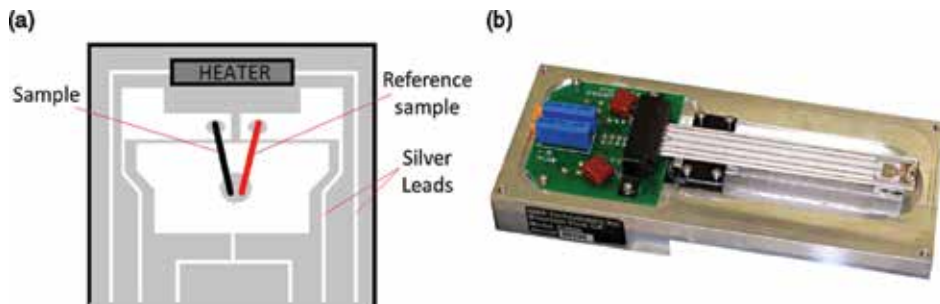 (a)
(b)
HEATER
Sample
Reference
sample
Silver
Leads